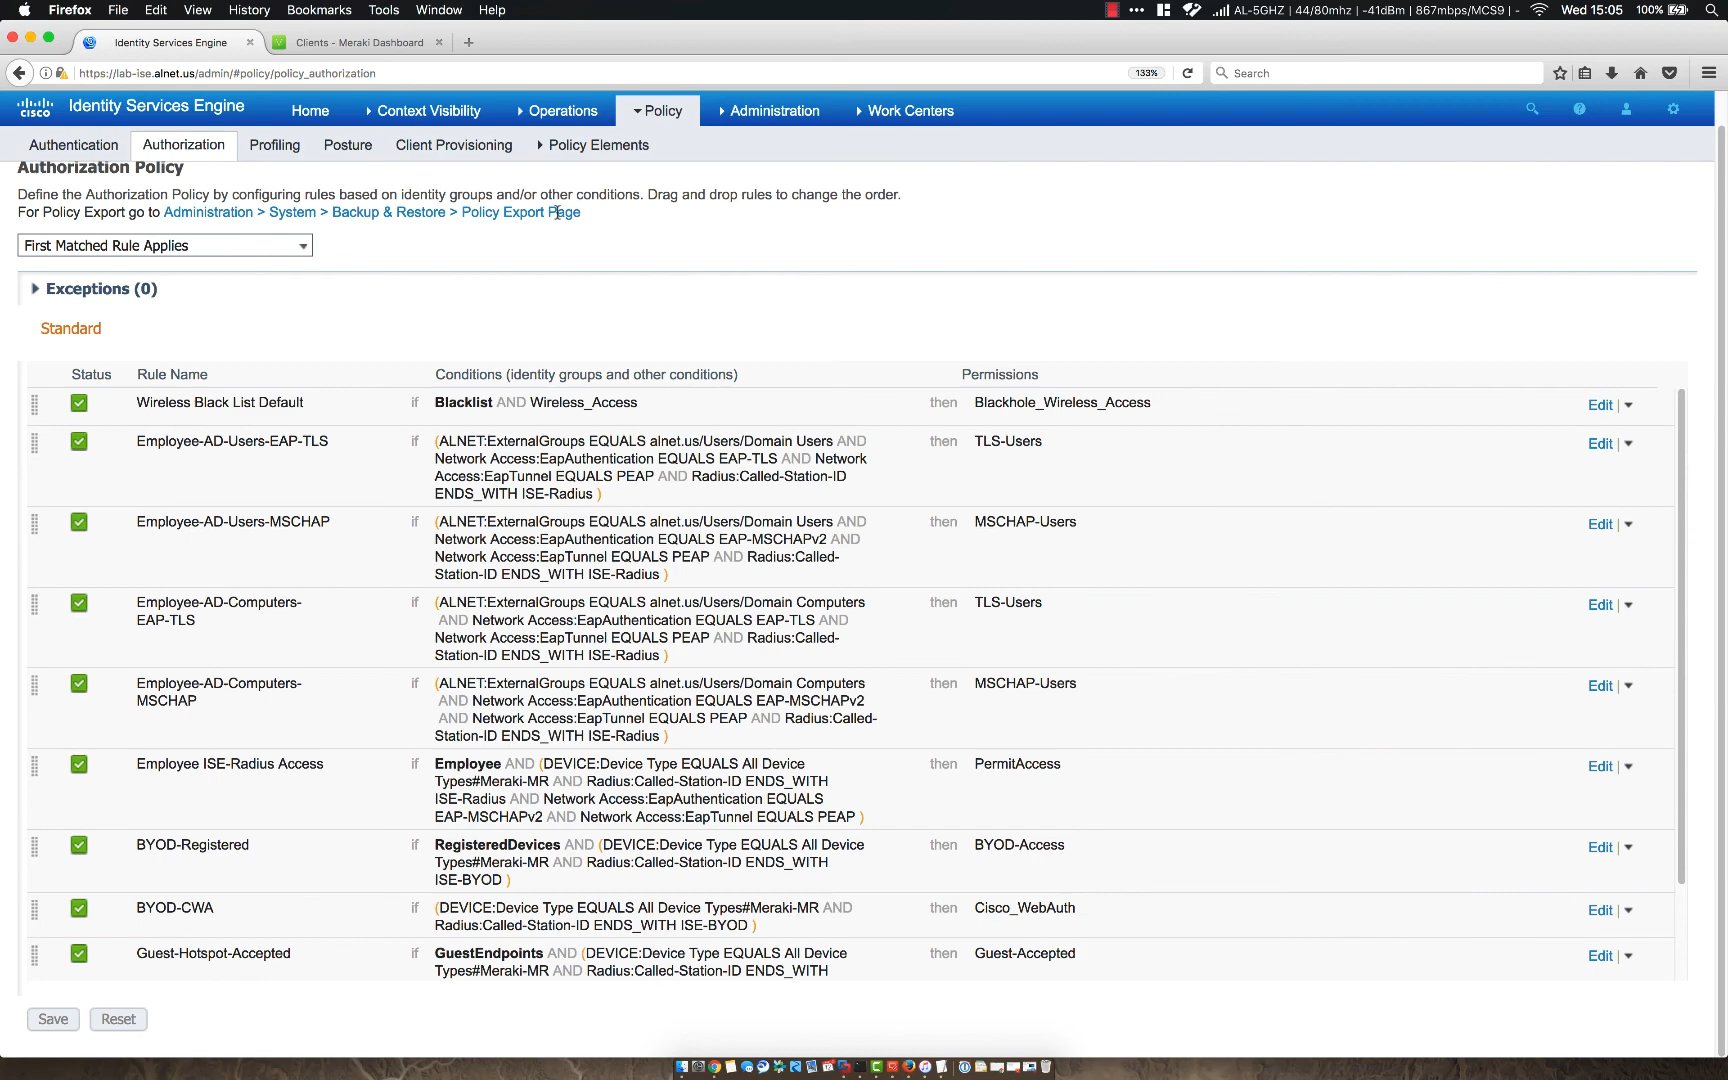 Firefox File Edit View History Bookmarks Tools Window Help AL-5GHZ | 44/80mhz | -41dBm | 867mbps/MCS9 | - Wed 15:05 100%
Identity Services Engine × Clients - Meraki Dashboard × +
https://lab-ise.alnet.us/admin/#policy/policy_authorization 133% Search
CISCO Identity Services Engine Home Context Visibility Operations Policy Administration Work Centers
Authentication Authorization Profiling Posture Client Provisioning Policy Elements
Authorization Policy
Define the Authorization Policy by configuring rules based on identity groups and/or other conditions. Drag and drop rules to change the order.
For Policy Export go to Administration > System > Backup & Restore > Policy Export Page
First Matched Rule Applies
Exceptions (0)
Standard
Status Rule Name Conditions (identity groups and other conditions) Permissions
Wireless Black List Default if Blacklist AND Wireless_Access then Blackhole_Wireless_Access Edit |
Employee-AD-Users-EAP-TLS if (ALNET:ExternalGroups EQUALS alnet.us/Users/Domain Users AND then TLS-Users Edit |
Network Access:EapAuthentication EQUALS EAP-TLS AND Network
Access:EapTunnel EQUALS PEAP AND Radius:Called-Station-ID
ENDS_WITH ISE-Radius )
Employee-AD-Users-MSCHAP if (ALNET:ExternalGroups EQUALS alnet.us/Users/Domain Users AND then MSCHAP-Users Edit |
Network Access:EapAuthentication EQUALS EAP-MSCHAPv2 AND
Network Access:EapTunnel EQUALS PEAP AND Radius:Called-
Station-ID ENDS_WITH ISE-Radius )
Employee-AD-Computers- if (ALNET:ExternalGroups EQUALS alnet.us/Users/Domain Computers then TLS-Users Edit |
EAP-TLS AND Network Access:EapAuthentication EQUALS EAP-TLS AND
Network Access:EapTunnel EQUALS PEAP AND Radius:Called-
Station-ID ENDS_WITH ISE-Radius )
Employee-AD-Computers- if (ALNET:ExternalGroups EQUALS alnet.us/Users/Domain Computers then MSCHAP-Users Edit |
MSCHAP AND Network Access:EapAuthentication EQUALS EAP-MSCHAPv2
AND Network Access:EapTunnel EQUALS PEAP AND Radius:Called-
Station-ID ENDS_WITH ISE-Radius )
Employee ISE-Radius Access if Employee AND (DEVICE:Device Type EQUALS All Device then PermitAccess Edit |
Types#Meraki-MR AND Radius:Called-Station-ID ENDS_WITH
ISE-Radius AND Network Access:EapAuthentication EQUALS
EAP-MSCHAPv2 AND Network Access:EapTunnel EQUALS PEAP )
BYOD-Registered if RegisteredDevices AND (DEVICE:Device Type EQUALS All Device then BYOD-Access Edit |
Types#Meraki-MR AND Radius:Called-Station-ID ENDS_WITH
ISE-BYOD )
BYOD-CWA if (DEVICE:Device Type EQUALS All Device Types#Meraki-MR AND then Cisco_WebAuth Edit |
Radius:Called-Station-ID ENDS_WITH ISE-BYOD )
Guest-Hotspot-Accepted if GuestEndpoints AND (DEVICE:Device Type EQUALS All Device then Guest-Accepted Edit |
Types#Meraki-MR AND Radius:Called-Station-ID ENDS_WITH
Save Reset